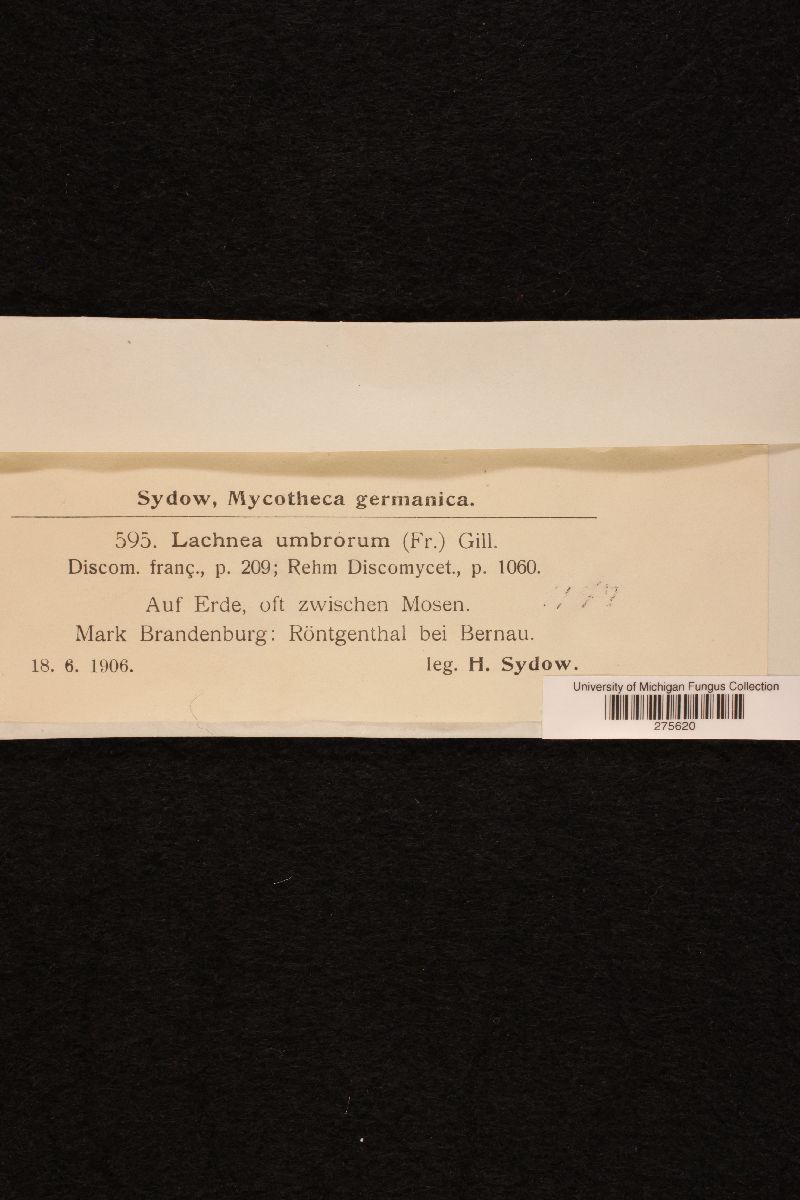 Sydow, Mycotheca germanica.
595. Lachnea umbrorum (Fr.) Gill.
Discom. franç., p. 209; Rehm Discomycet., p. 1060.
Auf Erde, oft zwischen Mosen.
Mark Brandenburg: Röntgenthal bei Bernau.
18. 6. 1906. leg. H. Sydow.
University of Michigan Fungus Collection
275620